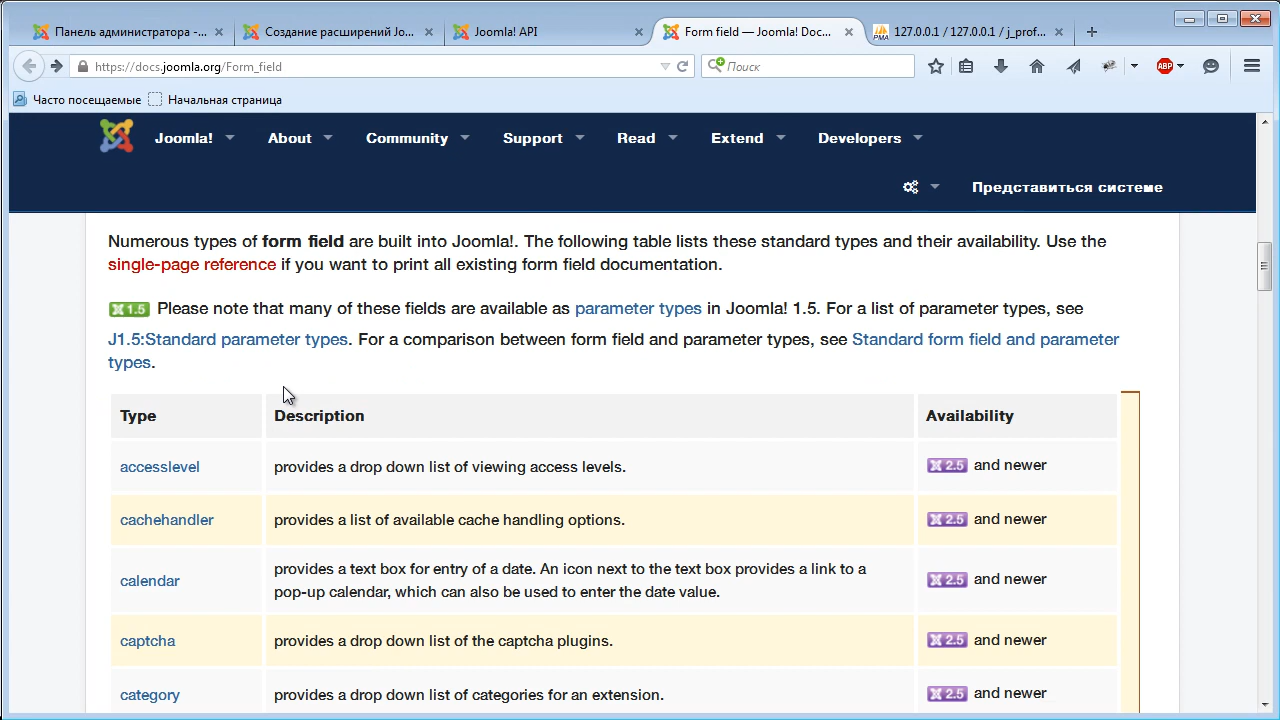 Панель администратора -...
Создание расширений Jo...
Joomla! API
Form field — Joomla! Doc...
127.0.0.1 / 127.0.0.1 / j_prof...
https://docs.joomla.org/Form_field
Поиск
ABP
Часто посещаемые
Начальная страница
Joomla!
About
Community
Support
Read
Extend
Developers
Представиться системе
Numerous types of form field are built into Joomla!. The following table lists these standard types and their availability. Use the
single-page reference if you want to print all existing form field documentation.
1.5 Please note that many of these fields are available as parameter types in Joomla! 1.5. For a list of parameter types, see
J1.5:Standard parameter types. For a comparison between form field and parameter types, see Standard form field and parameter
types.
Type Description Availability
accesslevel provides a drop down list of viewing access levels. 2.5 and newer
cachehandler provides a list of available cache handling options. 2.5 and newer
calendar provides a text box for entry of a date. An icon next to the text box provides a link to a
pop-up calendar, which can also be used to enter the date value. 2.5 and newer
captcha provides a drop down list of the captcha plugins. 2.5 and newer
category provides a drop down list of categories for an extension. 2.5 and newer